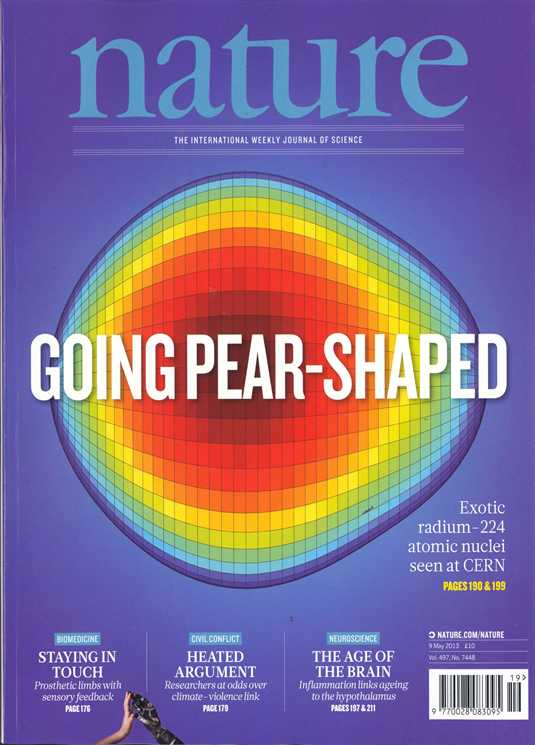 nature
THE INTERNATIONAL WEEKLY JOURNAL OF SCIENCE
GOING PEAR-SHAPED
Exotic
radium-224
atomic nuclei
seen at CERN
PAGES 190 & 199
BIOMEDICINE
STAYING IN
TOUCH
Prosthetic limbs with
sensory feedback
PAGE 176
CIVIL CONFLICT
HEATED
ARGUMENT
Researchers at odds over
climate-violence link
PAGE 179
NEUROSCIENCE
THE AGE OF
THE BRAIN
Inflammation links ageing
to the hypothalamus
PAGES 197 & 211
NATURE.COM/NATURE
9 May 2013 £10
Vol. 497, No. 7448
19
9 770028 083095